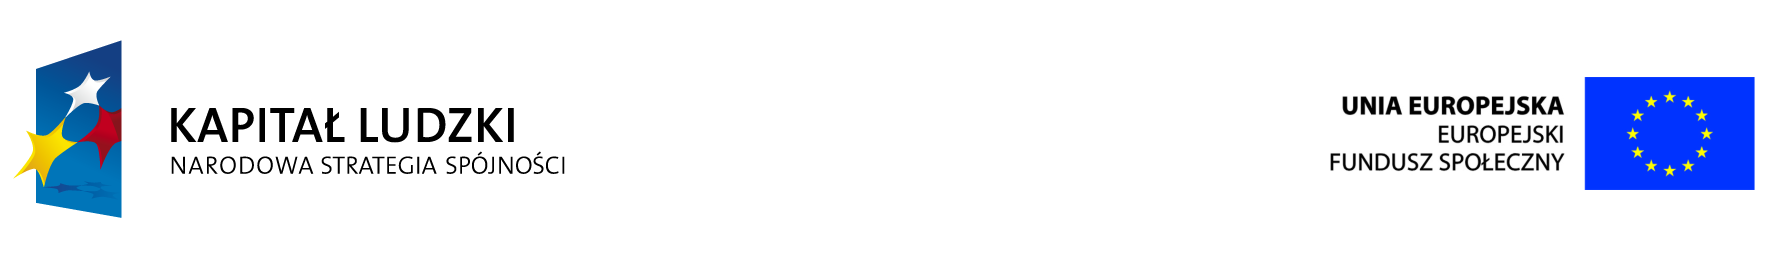 KAPITAŁ LUDZKI
NARODOWA STRATEGIA SPÓJNOŚCI
UNIA EUROPEJSKA
EUROPEJSKI
FUNDUSZ SPOŁECZNY